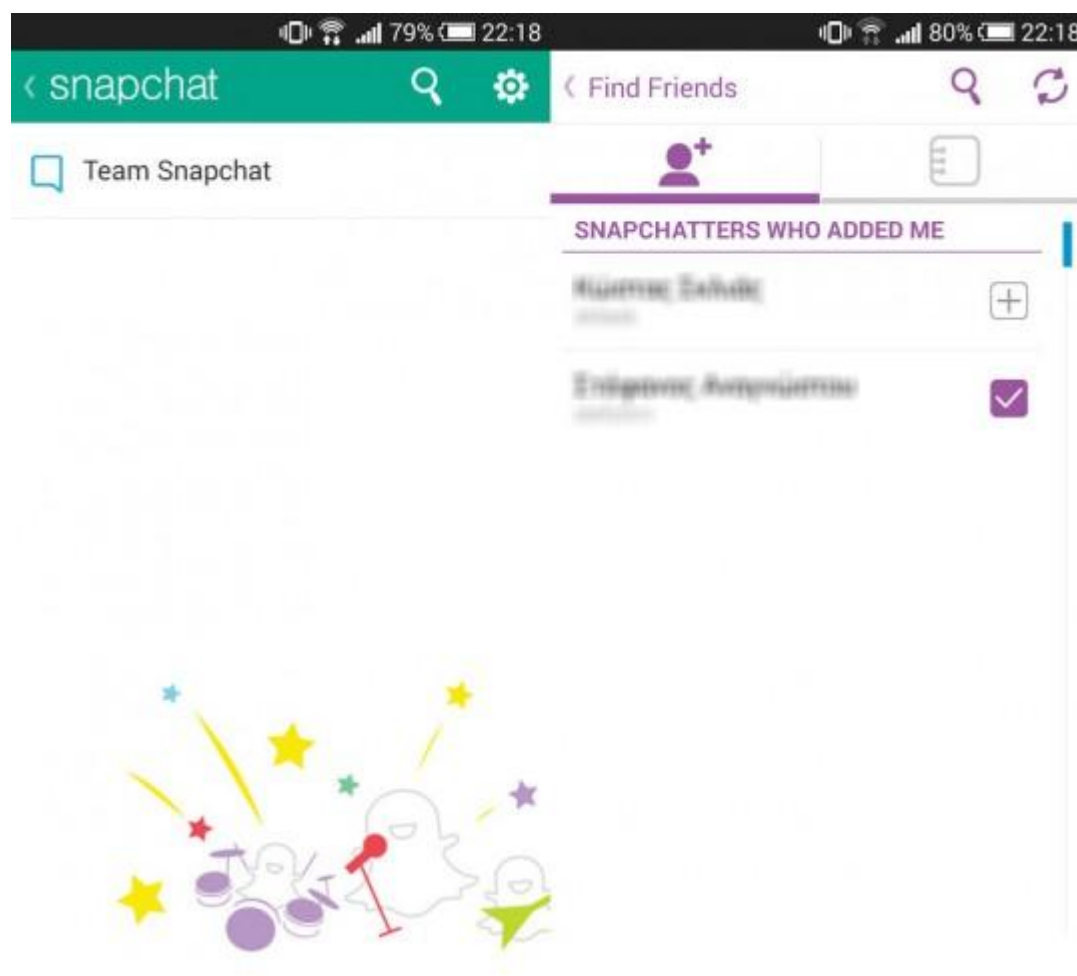 79% 22:18
snapchat
Team Snapchat
80% 22:18
Find Friends
SNAPCHATTERS WHO ADDED ME